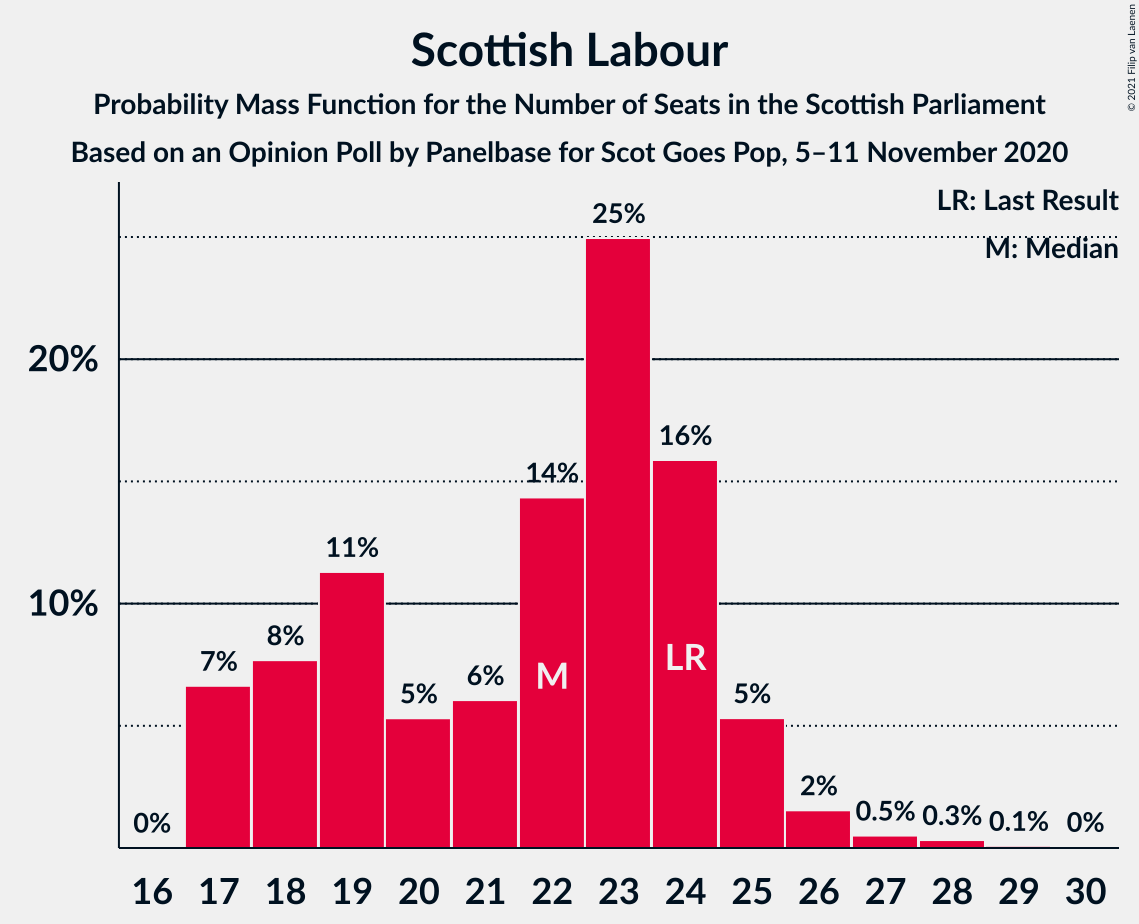 Scottish Labour
Probability Mass Function for the Number of Seats in the Scottish Parliament
Based on an Opinion Poll by Panelbase for Scot Goes Pop, 5–11 November 2020
© 2021 Filip van Laenen
LR: Last Result
M: Median
20%
10%
0%
7%
8%
11%
5%
6%
14%
25%
16%
5%
2%
0.5%
0.3%
0.1%
0%
M
LR
16 17 18 19 20 21 22 23 24 25 26 27 28 29 30